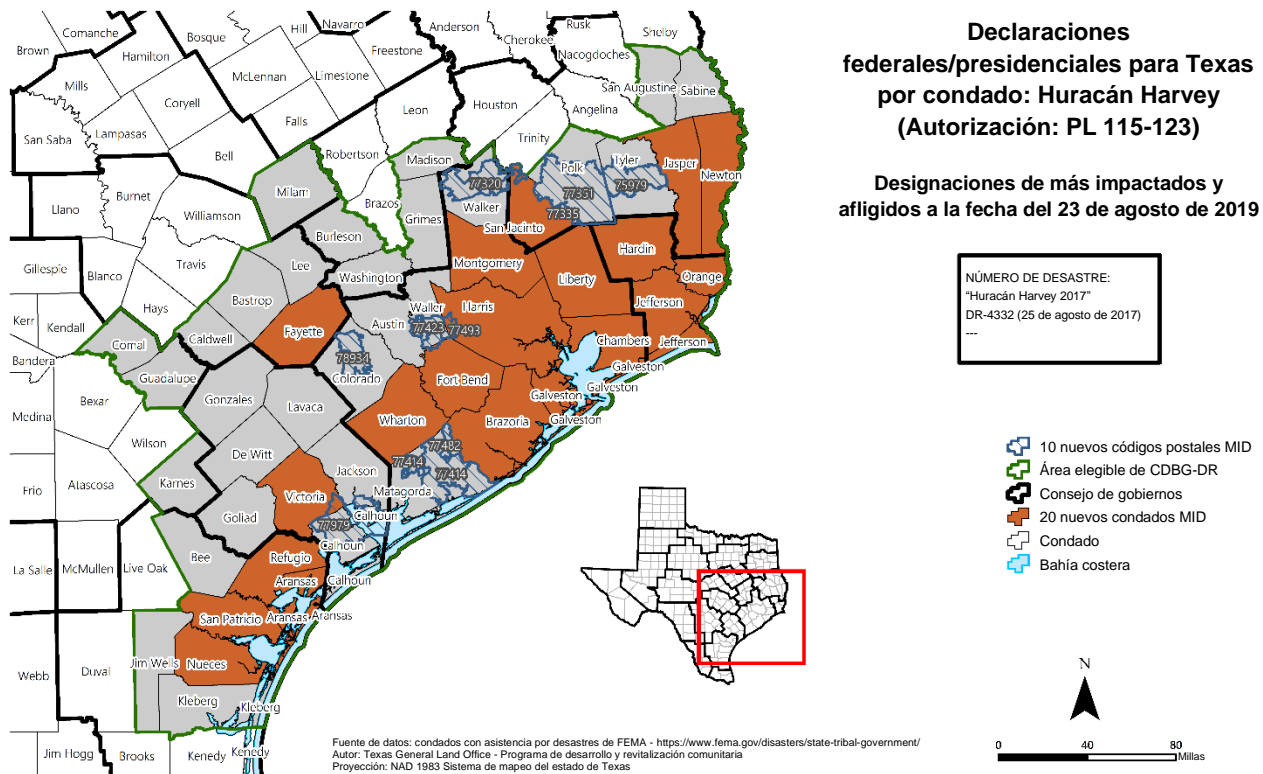 Declaraciones
federales/presidenciales para Texas
por condado: Huracán Harvey
(Autorización: PL 115-123)
Designaciones de más impactados y
afligidos a la fecha del 23 de agosto de 2019
NÚMERO DE DESASTRE:
“Huracán Harvey 2017”
DR-4332 (25 de agosto de 2017)
---
10 nuevos códigos postales MID
Área elegible de CDBG-DR
Consejo de gobiernos
20 nuevos condados MID
Condado
Bahía costera
N
0 40 80
Millas
Comanche
Brown
Hamilton
Bosque
Hill
Navarro
Anderson
Cherokee
Rusk
Shelby
Nacogdoches
Freestone
Mills
McLennan
Limestone
Coryell
Leon
Houston
Angelina
San Augustine
Sabine
Falls
San Saba
Lampasas
Bell
Robertson
Madison
Trinity
Polk
Tyler
Jasper
Newton
Milam
77320
77351
75979
Burnet
Llano
Williamson
Brazos
Grimes
Walker
77335
San Jacinto
Burleson
Hardin
Travis
Gillespie
Blanco
Lee
Washington
Montgomery
Liberty
Orange
Hays
Bastrop
Waller
Harris
Jefferson
Kerr
Kendall
Fayette
Austin
77423
77493
Comal
Caldwell
Chambers
Jefferson
Bandera
78934
Colorado
Galveston
Guadalupe
Fort Bend
Galveston
Galveston
Galveston
Medina
Bexar
Gonzales
Lavaca
Wharton
Brazoria
Wilson
77482
De Witt
77414
77414
Jackson
Frio
Atascosa
Karnes
Matagorda
Victoria
Calhoun
Goliad
77979
Calhoun
Bee
Refugio
La Salle
McMullen
Live Oak
Aransas
Calhoun
San Patricio
Aransas
Aransas
Jim Wells
Nueces
Webb
Duval
Kleberg
Kleberg
Jim Hogg
Brooks
Kenedy
Kenedy
Fuente de datos: condados con asistencia por desastres de FEMA - https://www.fema.gov/disasters/state-tribal-government/
Autor: Texas General Land Office - Programa de desarrollo y revitalización comunitaria
Proyección: NAD 1983 Sistema de mapeo del estado de Texas